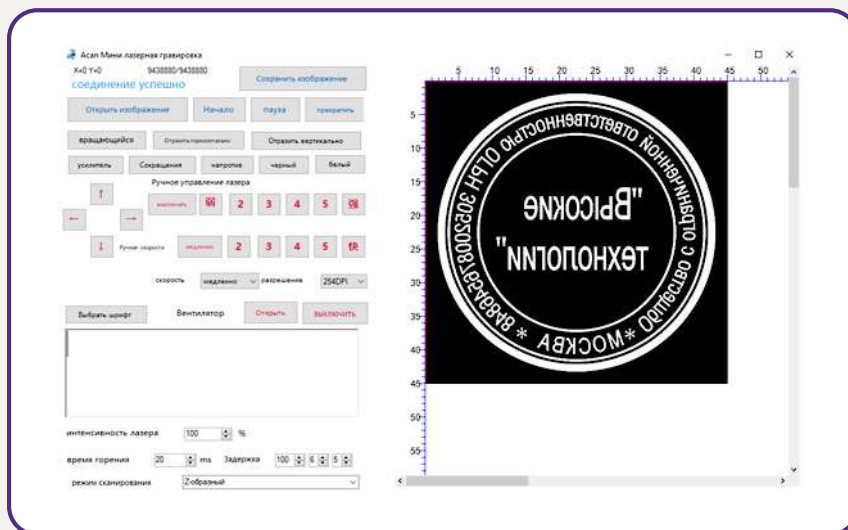 Acan Мини лазерная гравировка
X=0 Y=0 9438880/9438880
соединение успешно
Сохранить изображение
Открыть изображение Начало пауза прекратить
вращающийся Отразить горизонтально Отразить вертикально
усилитель Сокращения напротив черный белый
Ручное управление лазера
↑
← →
↓
выключить 弱 2 3 4 5 强
Ручная скорость медленно 2 3 4 5 快
скорость медленно разрешение 254DPI
Выбрать шрифт Вентилятор Открыть выключить
интенсивность лазера 100 %
время горения 20 ms Задержка 100 6 5
режим сканирования Z-образный
5 10 15 20 25 30 35 40 45 50
5
10
15
20
25
30
35
40
45
50
55
Общество с ограниченной ответственностью ОГРН
* МОСКВА *
"Высокие
технологии"